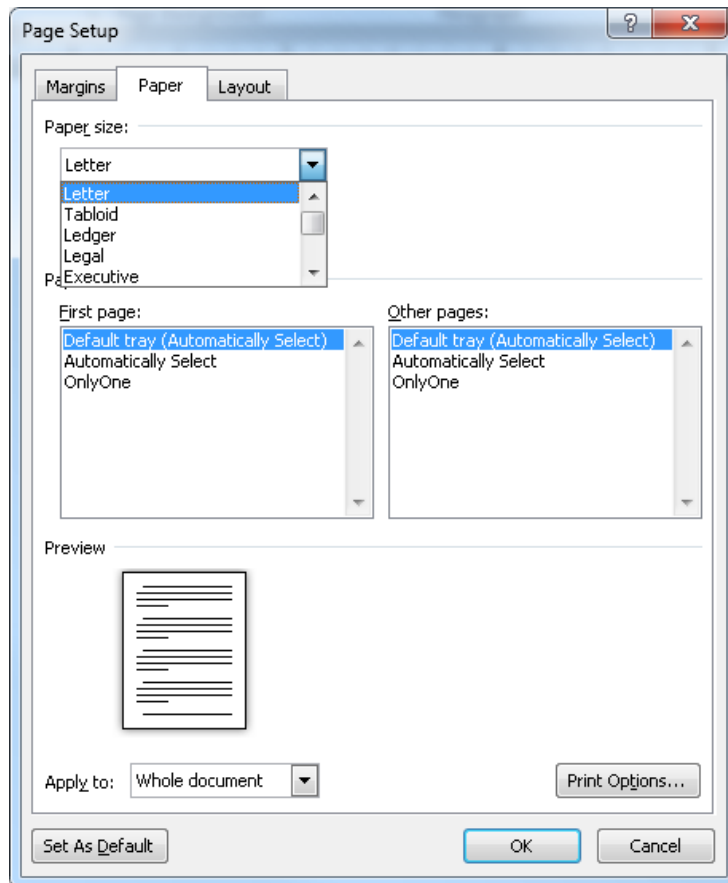 Page Setup
Margins Paper Layout
Paper size:
Letter
Letter
Tabloid
Ledger
Legal
Executive
First page: Other pages:
Default tray (Automatically Select) Default tray (Automatically Select)
Automatically Select Automatically Select
OnlyOne OnlyOne
Preview
Apply to: Whole document Print Options...
Set As Default OK Cancel